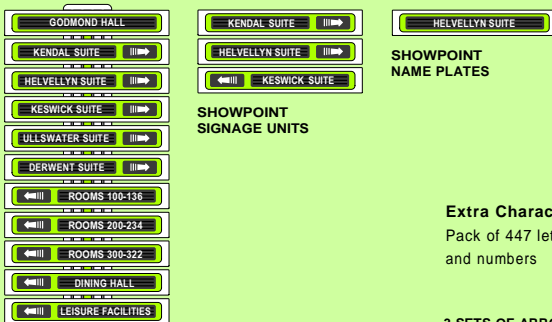 GODMOND HALL
KENDAL SUITE
HELVELLYN SUITE
KESWICK SUITE
ULLSWATER SUITE
DERWENT SUITE
ROOMS 100-136
ROOMS 200-234
ROOMS 300-322
DINING HALL
LEISURE FACILITIES
KENDAL SUITE
HELVELLYN SUITE
KESWICK SUITE
SHOWPOINT
SIGNAGE UNITS
HELVELLYN SUITE
SHOWPOINT
NAME PLATES
Extra Charac
Pack of 447 let
and numbers